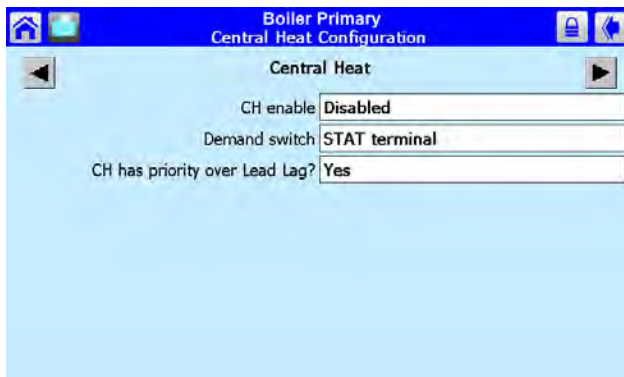 Boiler Primary
Central Heat Configuration
Central Heat
CH enable Disabled
Demand switch STAT terminal
CH has priority over Lead Lag? Yes